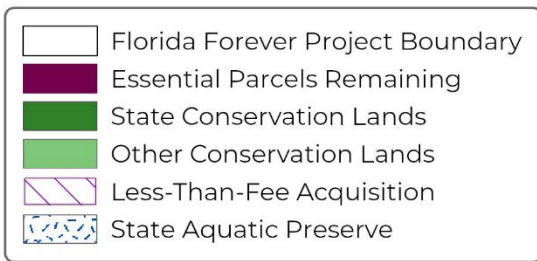 Florida Forever Project Boundary
Essential Parcels Remaining
State Conservation Lands
Other Conservation Lands
Less-Than-Fee Acquisition
State Aquatic Preserve